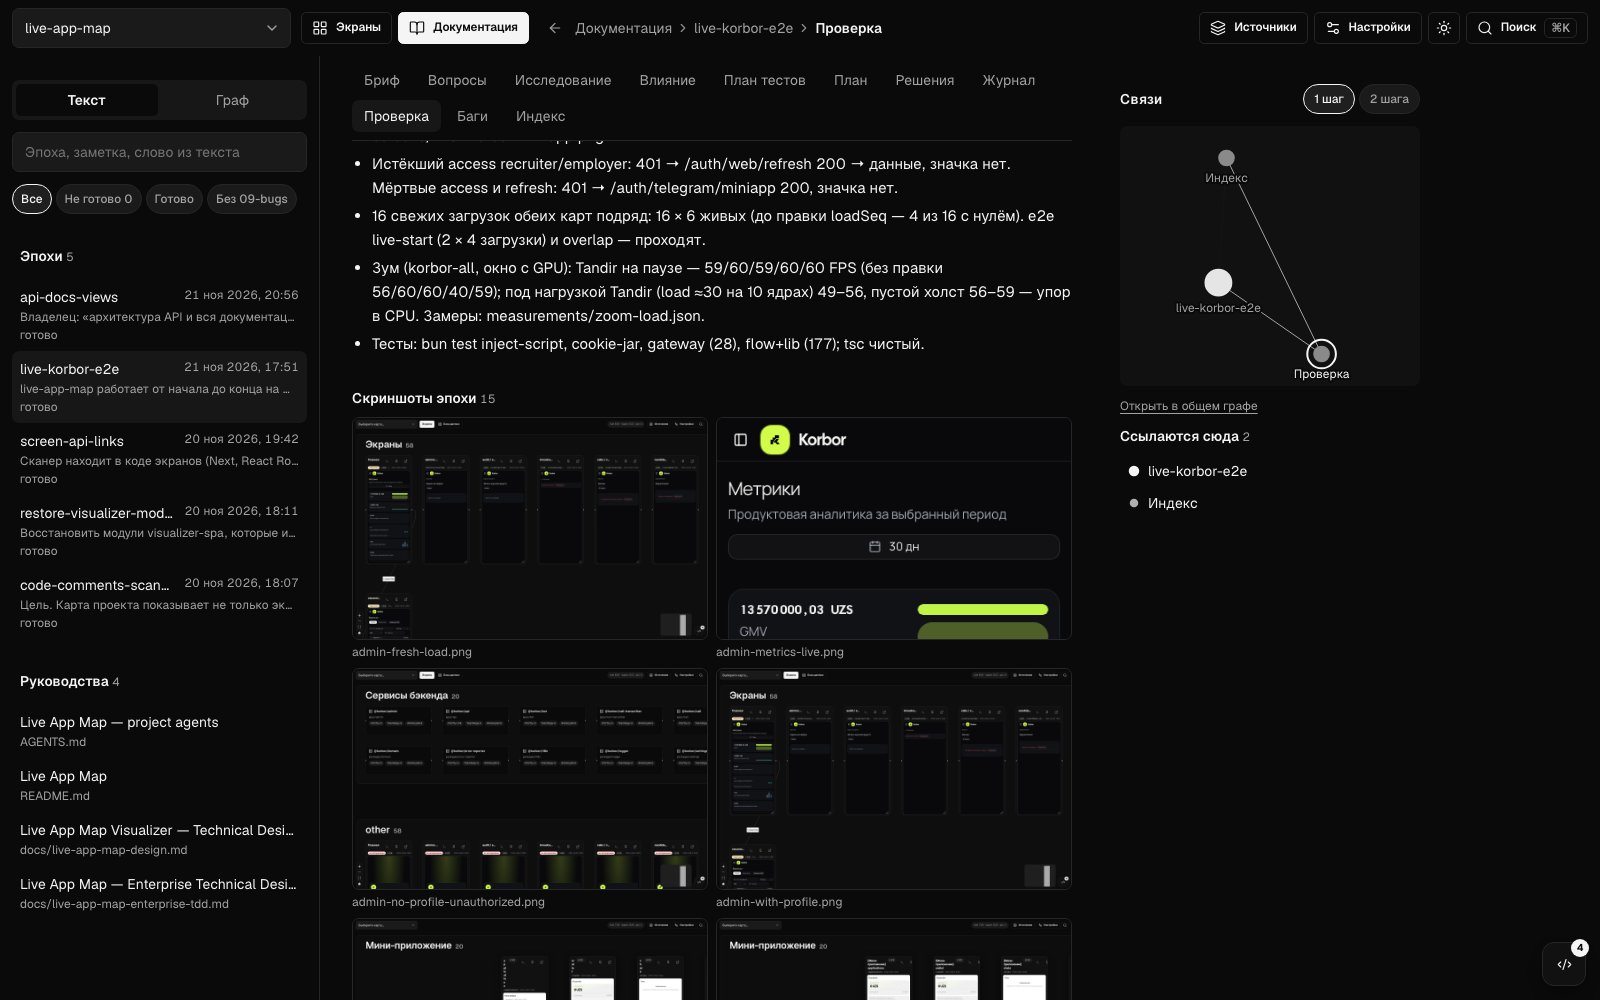 live-app-map
Экраны
Документация
Документация
live-korbor-e2e
Проверка
Источники
Настройки
Поиск
⌘K
Текст
Граф
Эпоха, заметка, слово из текста
Все
Не готово 0
Готово
Без 09-bugs
Эпохи 5
api-docs-views
21 ноя 2026, 20:56
Владелец: «архитектура API и вся документац…
готово
live-korbor-e2e
21 ноя 2026, 17:51
live-app-map работает от начала до конца на …
готово
screen-api-links
20 ноя 2026, 19:42
Сканер находит в коде экранов (Next, React Ro…
готово
restore-visualizer-mod…
20 ноя 2026, 18:11
Восстановить модули visualizer-spa, которые и…
готово
code-comments-scan…
20 ноя 2026, 18:07
Цель. Карта проекта показывает не только эк…
готово
Руководства 4
Live App Map — project agents
AGENTS.md
Live App Map
README.md
Live App Map Visualizer — Technical Desi…
docs/live-app-map-design.md
Live App Map — Enterprise Technical Desi…
docs/live-app-map-enterprise-tdd.md
Бриф
Вопросы
Исследование
Влияние
План тестов
План
Решения
Журнал
Проверка
Баги
Индекс
• Истёкший access recruiter/employer: 401 → /auth/web/refresh 200 → данные, значка нет.
Мёртвые access и refresh: 401 → /auth/telegram/miniapp 200, значка нет.
• 16 свежих загрузок обеих карт подряд: 16 × 6 живых (до правки loadSeq — 4 из 16 с нулём). e2e
live-start (2 × 4 загрузки) и overlap — проходят.
• Зум (korbor-all, окно с GPU): Tandir на паузе — 59/60/59/60/60 FPS (без правки
56/60/60/40/59); под нагрузкой Tandir (load ≈30 на 10 ядрах) 49–56, пустой холст 56–59 — упор
в CPU. Замеры: measurements/zoom-load.json.
• Тесты: bun test inject-script, cookie-jar, gateway (28), flow+lib (177); tsc чистый.
Скриншоты эпохи 15
Экраны 58
admin-fresh-load.png
Korbor
Метрики
Продуктовая аналитика за выбранный период
30 дн
13 570 000,03 UZS
GMV
admin-metrics-live.png
Сервисы бэкенда 20
other 58
admin-no-profile-unauthorized.png
Экраны 58
admin-with-profile.png
Мини-приложение 20
Мини-приложение 20
Связи
1 шаг
2 шага
Индекс
live-korbor-e2e
Проверка
Открыть в общем графе
Ссылаются сюда 2
live-korbor-e2e
Индекс
4